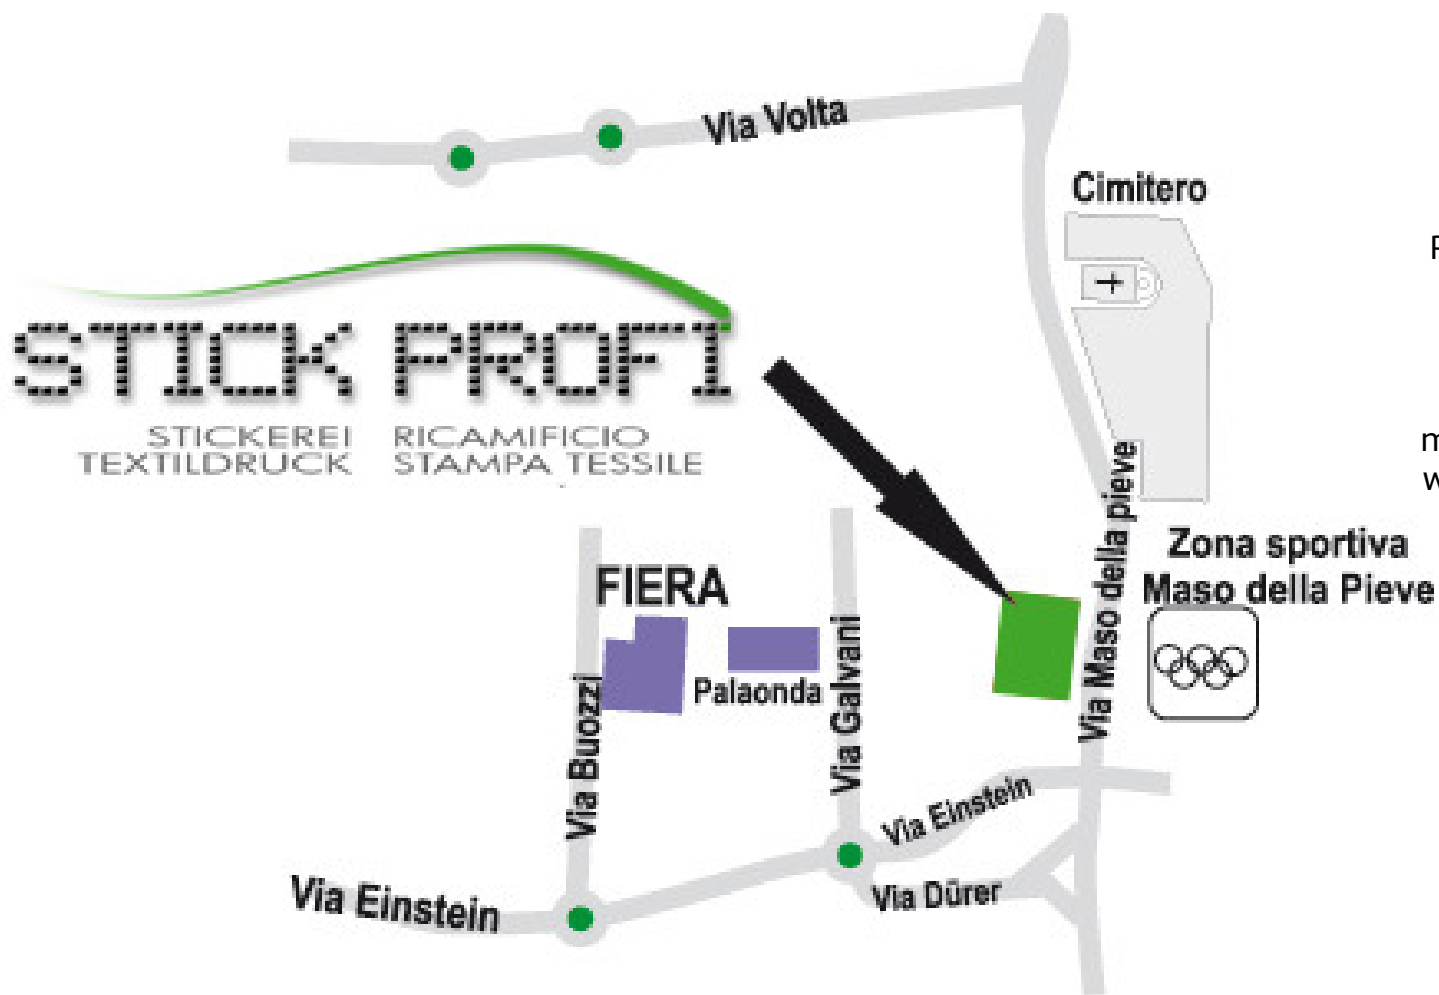 Via Volta
Cimitero
STICK PROFI
STICKEREI RICAMIFICIO
TEXTILDRUCK STAMPA TESSILE
Via Maso della pieve
Zona sportiva
Maso della Pieve
FIERA
Palaonda
Via Buozzi
Via Galvani
Via Einstein
Via Einstein
Via Dürer